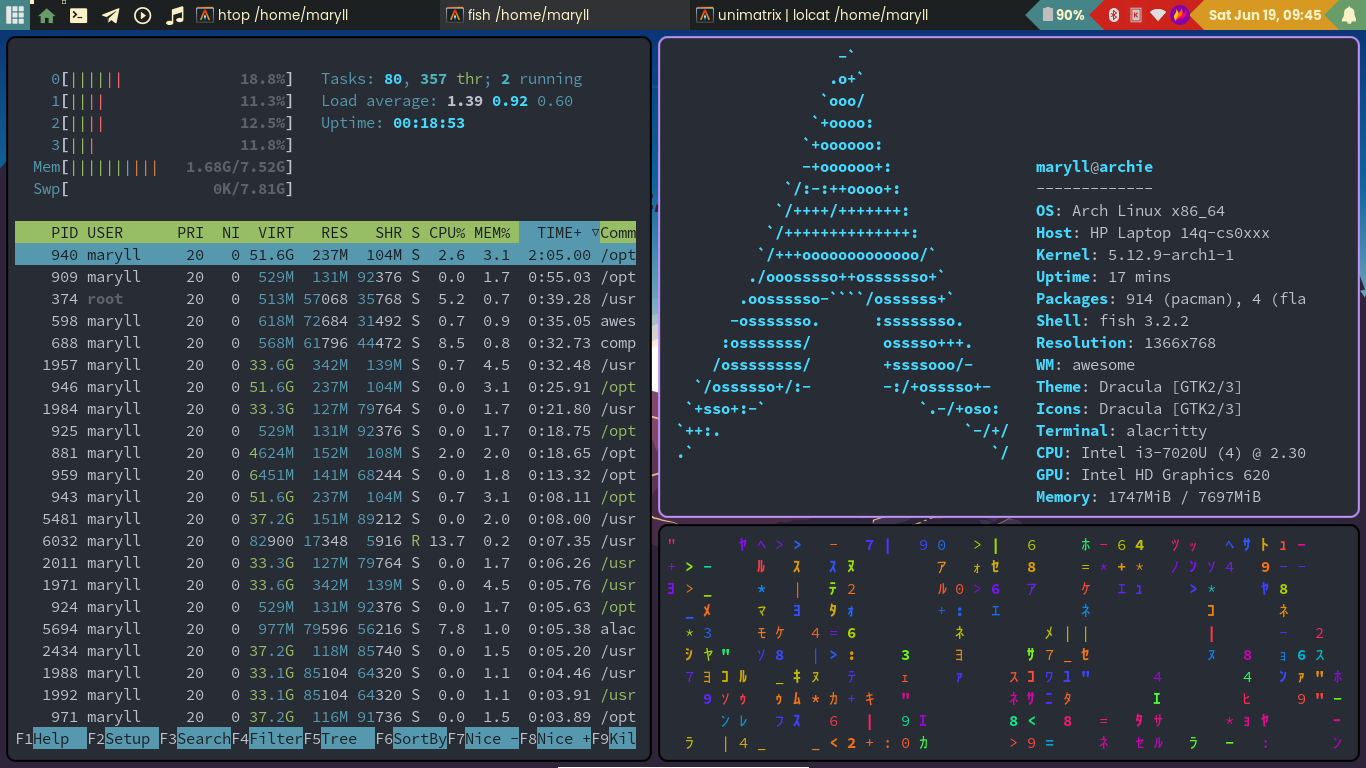 htop /home/maryll
fish /home/maryll
unimatrix | lolcat /home/maryll
90%
Sat Jun 19, 09:45
0[|||||| 18.8%] Tasks: 80, 357 thr; 2 running
1[|||| 11.3%] Load average: 1.39 0.92 0.60
2[|||| 12.5%] Uptime: 00:18:53
3[||| 11.8%]
Mem[|||||||||| 1.68G/7.52G]
Swp[ 0K/7.81G]
PID USER PRI NI VIRT RES SHR S CPU% MEM% TIME+ ▽Comm
940 maryll 20 0 51.6G 237M 104M S 2.6 3.1 2:05.00 /opt
909 maryll 20 0 529M 131M 92376 S 0.0 1.7 0:55.03 /opt
374 root 20 0 513M 57068 35768 S 5.2 0.7 0:39.28 /usr
598 maryll 20 0 618M 72684 31492 S 0.7 0.9 0:35.05 awes
688 maryll 20 0 568M 61796 44472 S 8.5 0.8 0:32.73 comp
1957 maryll 20 0 33.6G 342M 139M S 0.7 4.5 0:32.48 /usr
946 maryll 20 0 51.6G 237M 104M S 0.0 3.1 0:25.91 /opt
1984 maryll 20 0 33.3G 127M 79764 S 0.0 1.7 0:21.80 /usr
925 maryll 20 0 529M 131M 92376 S 0.0 1.7 0:18.75 /opt
881 maryll 20 0 4624M 152M 108M S 2.0 2.0 0:18.65 /opt
959 maryll 20 0 6451M 141M 68244 S 0.0 1.8 0:13.32 /opt
943 maryll 20 0 51.6G 237M 104M S 0.7 3.1 0:08.11 /opt
5481 maryll 20 0 37.2G 151M 89212 S 0.0 2.0 0:08.00 /usr
6032 maryll 20 0 82900 17348 5916 R 13.7 0.2 0:07.35 /usr
2011 maryll 20 0 33.3G 127M 79764 S 0.0 1.7 0:06.26 /usr
1971 maryll 20 0 33.6G 342M 139M S 0.0 4.5 0:05.76 /usr
924 maryll 20 0 529M 131M 92376 S 0.0 1.7 0:05.63 /opt
5694 maryll 20 0 977M 79596 56216 S 7.8 1.0 0:05.38 alac
2434 maryll 20 0 37.2G 118M 85740 S 0.0 1.5 0:05.20 /usr
1988 maryll 20 0 33.1G 85104 64320 S 0.0 1.1 0:04.46 /usr
1992 maryll 20 0 33.1G 85104 64320 S 0.0 1.1 0:03.91 /usr
971 maryll 20 0 37.2G 116M 91736 S 0.0 1.5 0:03.89 /opt
F1Help F2Setup F3SearchF4FilterF5Tree F6SortByF7Nice -F8Nice +F9Kil
maryll@archie
-------------
OS: Arch Linux x86_64
Host: HP Laptop 14q-cs0xxx
Kernel: 5.12.9-arch1-1
Uptime: 17 mins
Packages: 914 (pacman), 4 (fla
Shell: fish 3.2.2
Resolution: 1366x768
WM: awesome
Theme: Dracula [GTK2/3]
Icons: Dracula [GTK2/3]
Terminal: alacritty
CPU: Intel i3-7020U (4) @ 2.30
GPU: Intel HD Graphics 620
Memory: 1747MiB / 7697MiB